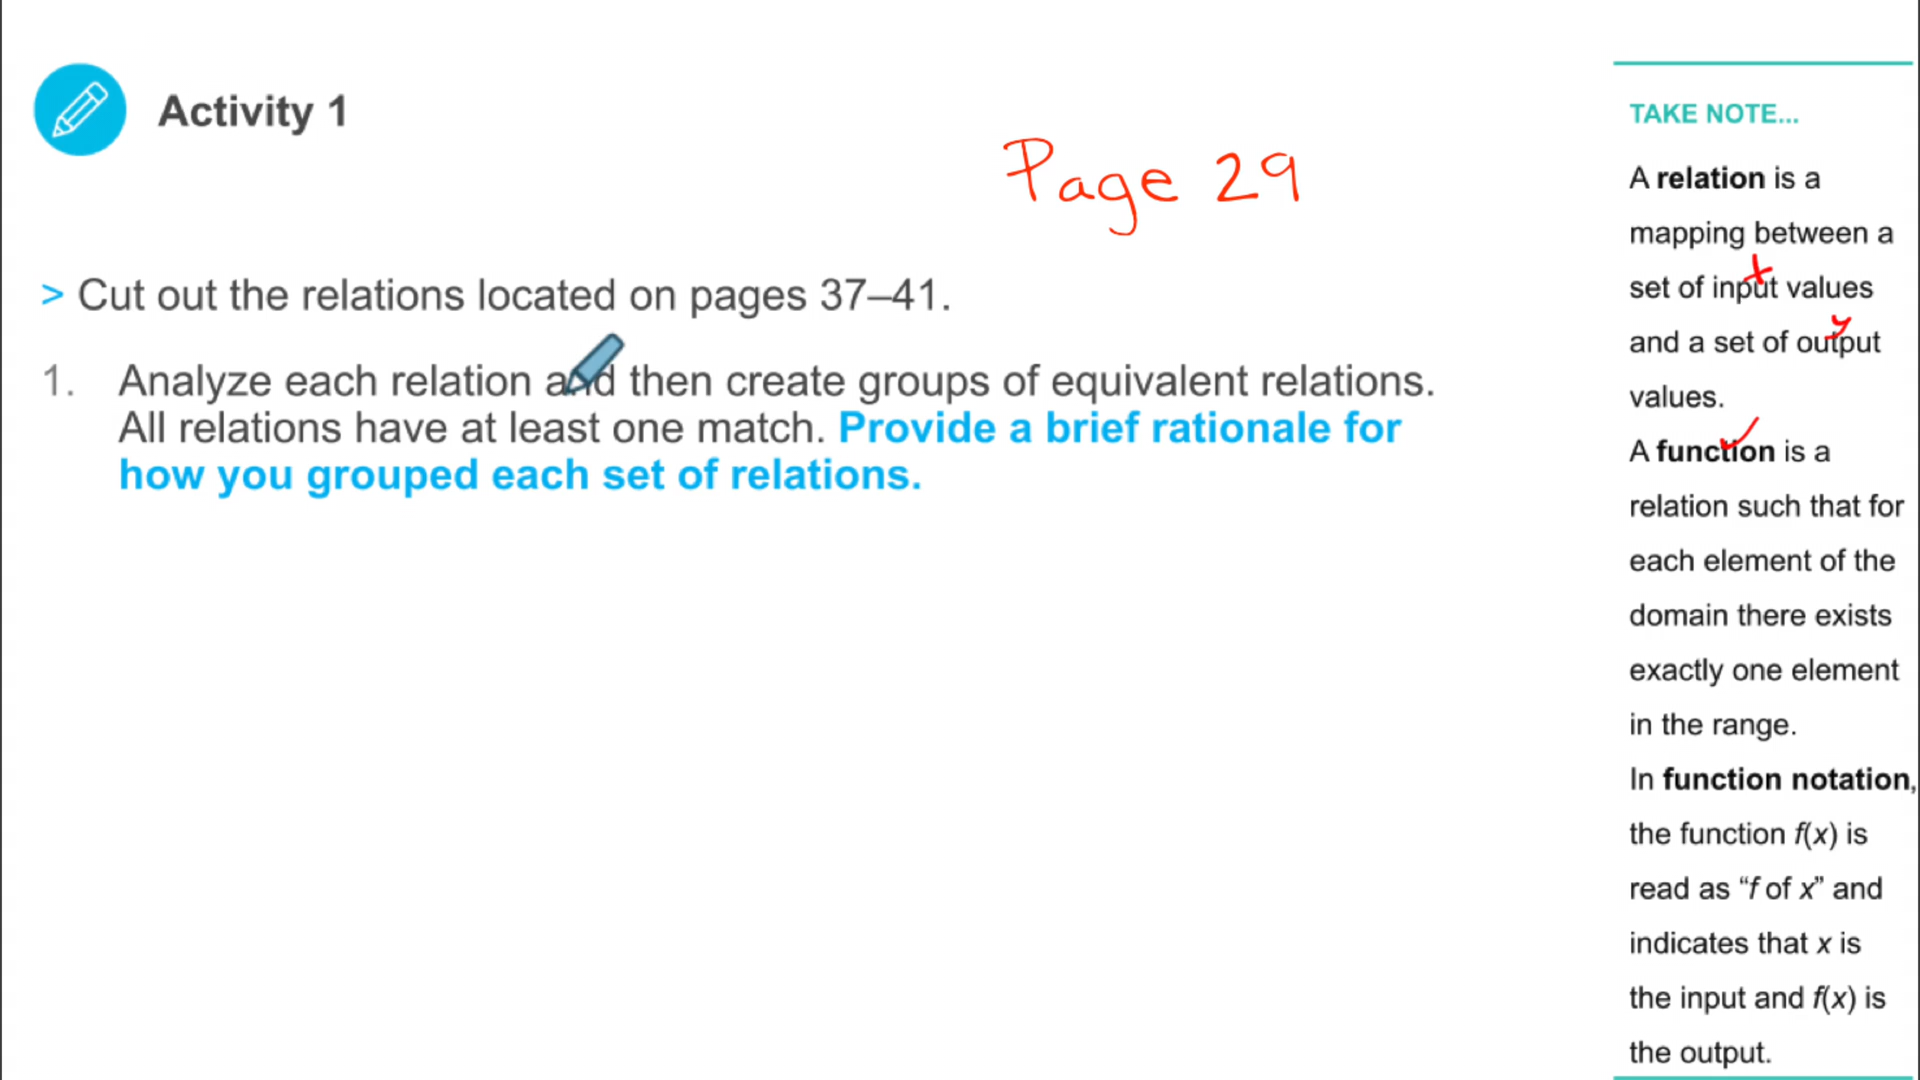 Activity 1
Page 29
> Cut out the relations located on pages 37–41.
1. Analyze each relation and then create groups of equivalent relations.
All relations have at least one match. Provide a brief rationale for
how you grouped each set of relations.
TAKE NOTE...
A relation is a
mapping between a
x
set of input values
y
and a set of output
values.
A function is a
relation such that for
each element of the
domain there exists
exactly one element
in the range.
In function notation,
the function f(x) is
read as “f of x” and
indicates that x is
the input and f(x) is
the output.